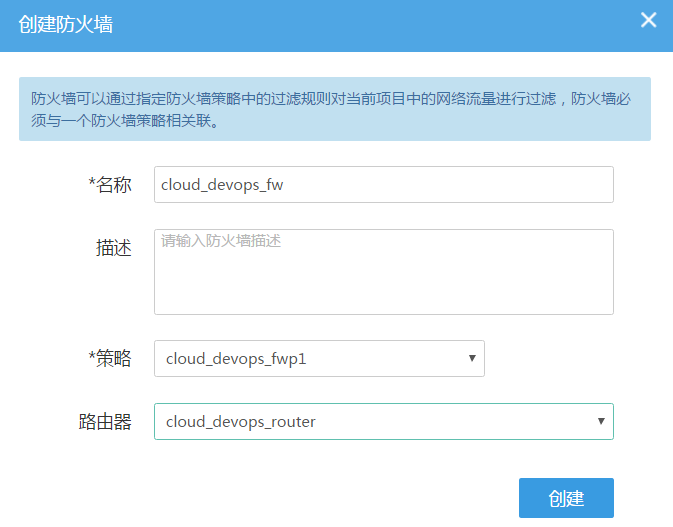 创建防火墙
防火墙可以通过指定防火墙策略中的过滤规则对当前项目中的网络流量进行过滤，防火墙必
须与一个防火墙策略相关联。
*名称 cloud_devops_fw
描述 请输入防火墙描述
*策略 cloud_devops_fwp1
路由器 cloud_devops_router
创建